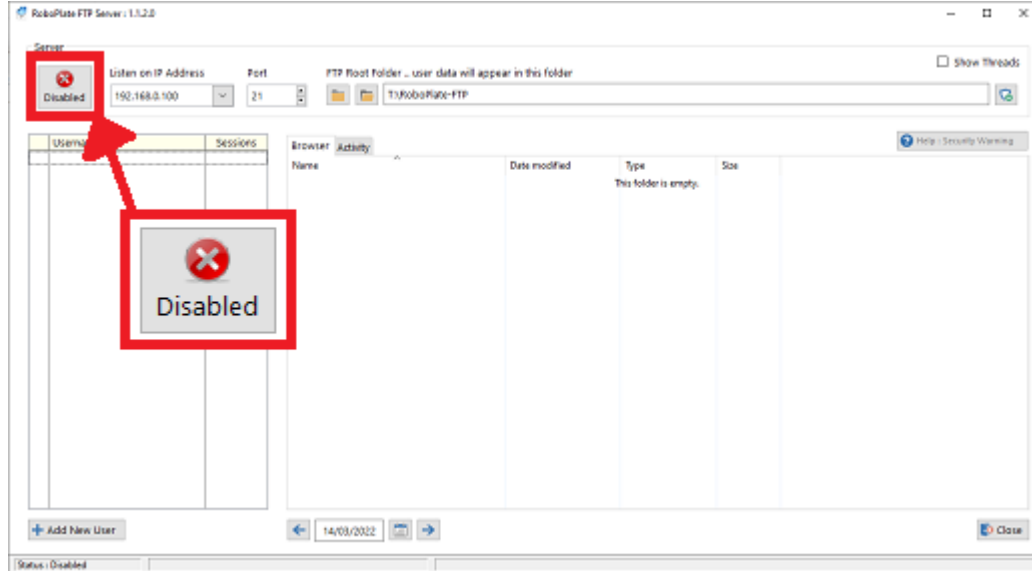 RoboPlate FTP Server : 1.1.2.0
Server
Show Threads
Listen on IP Address Port FTP Root Folder .. user data will appear in this folder
Disabled 192.168.0.100 21 T:\RoboPlate-FTP
Sessions Browser Activity Help : Security Warning
Name Date modified Type Size
This folder is empty.
Disabled
Add New User 14/03/2022 Close
Status : Disabled